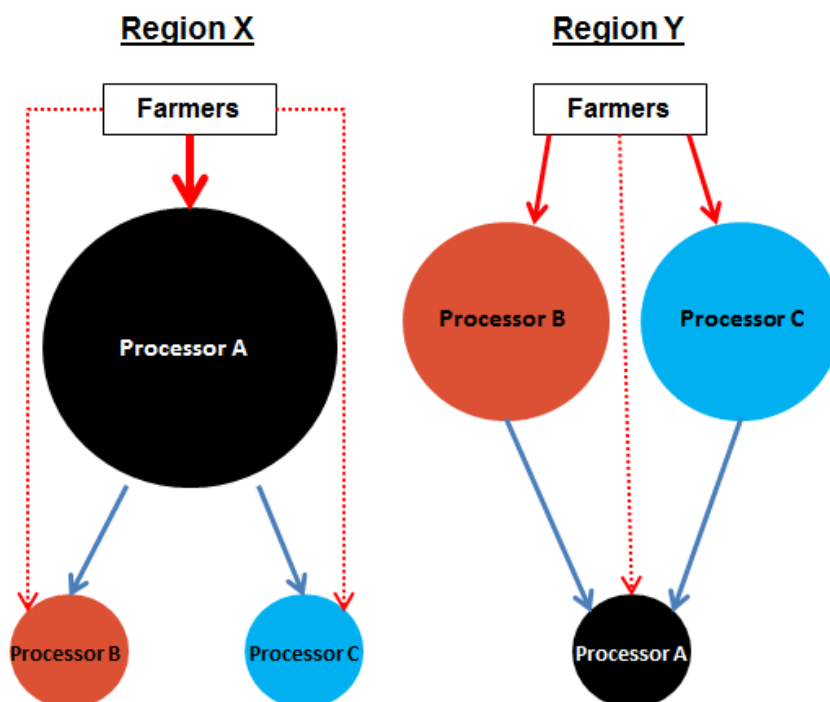 Region X
Farmers
Processor A
Processor B
Processor C
Region Y
Farmers
Processor B
Processor C
Processor A